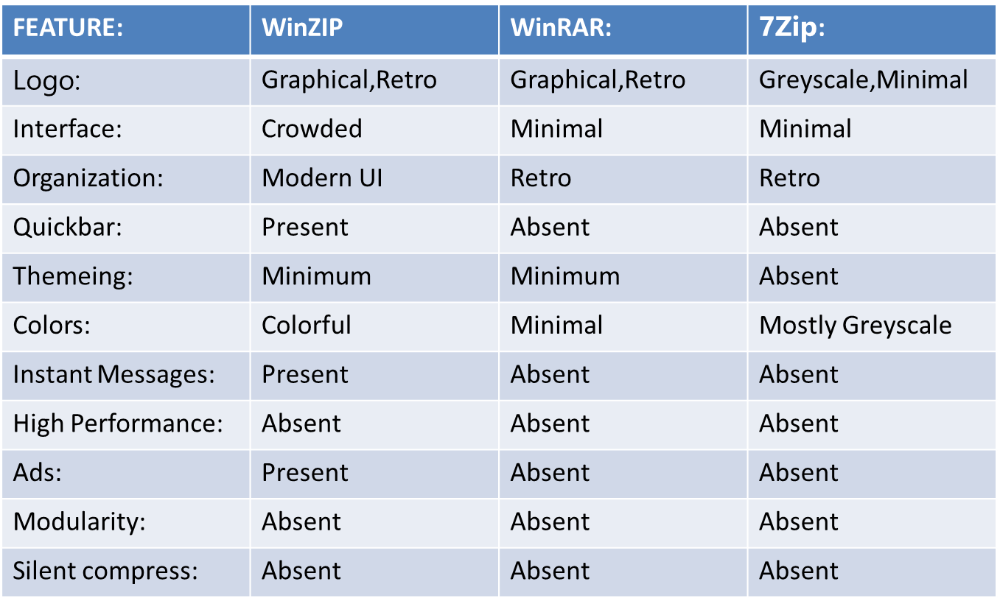 FEATURE: WinZIP WinRAR: 7Zip:
Logo: Graphical,Retro Graphical,Retro Greyscale,Minimal
Interface: Crowded Minimal Minimal
Organization: Modern UI Retro Retro
Quickbar: Present Absent Absent
Themeing: Minimum Minimum Absent
Colors: Colorful Minimal Mostly Greyscale
Instant Messages: Present Absent Absent
High Performance: Absent Absent Absent
Ads: Present Absent Absent
Modularity: Absent Absent Absent
Silent compress: Absent Absent Absent